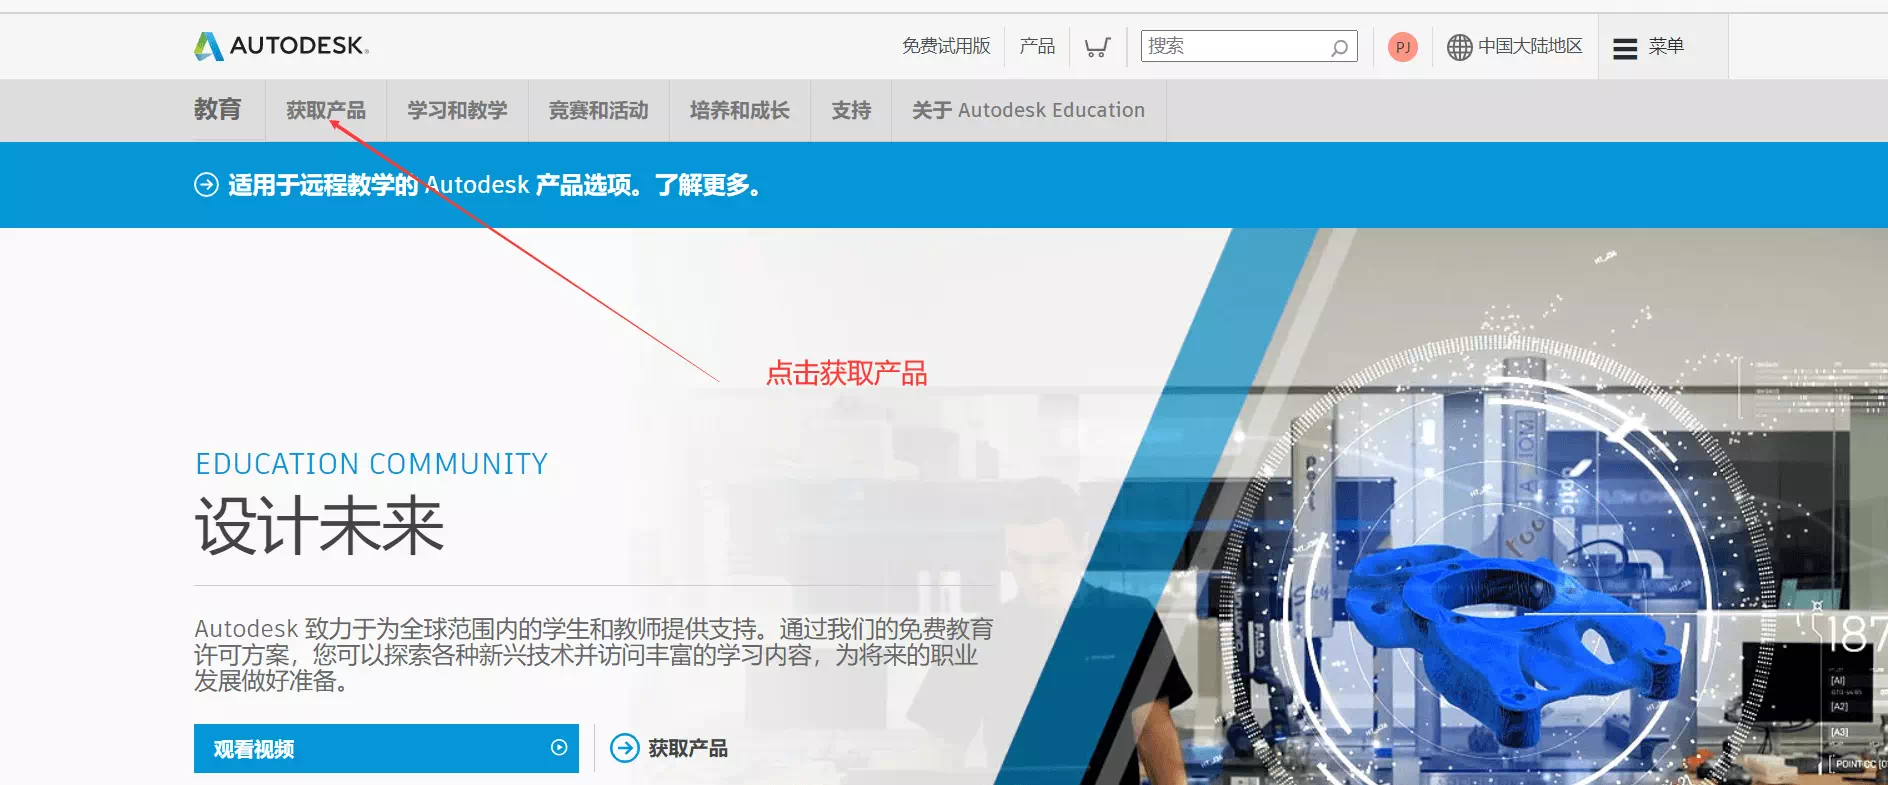 AUTODESK
免费试用版
产品
搜索
PJ
中国大陆地区
菜单
教育
获取产品
学习和教学
竞赛和活动
培养和成长
支持
关于 Autodesk Education
适用于远程教学的 Autodesk 产品选项。了解更多。
点击获取产品
EDUCATION COMMUNITY
设计未来
Autodesk 致力于为全球范围内的学生和教师提供支持。通过我们的免费教育
许可方案，您可以探索各种新兴技术并访问丰富的学习内容，为将来的职业
发展做好准备。
观看视频
获取产品
187
[A1]
[A2]
[A3]
POINT CC [0